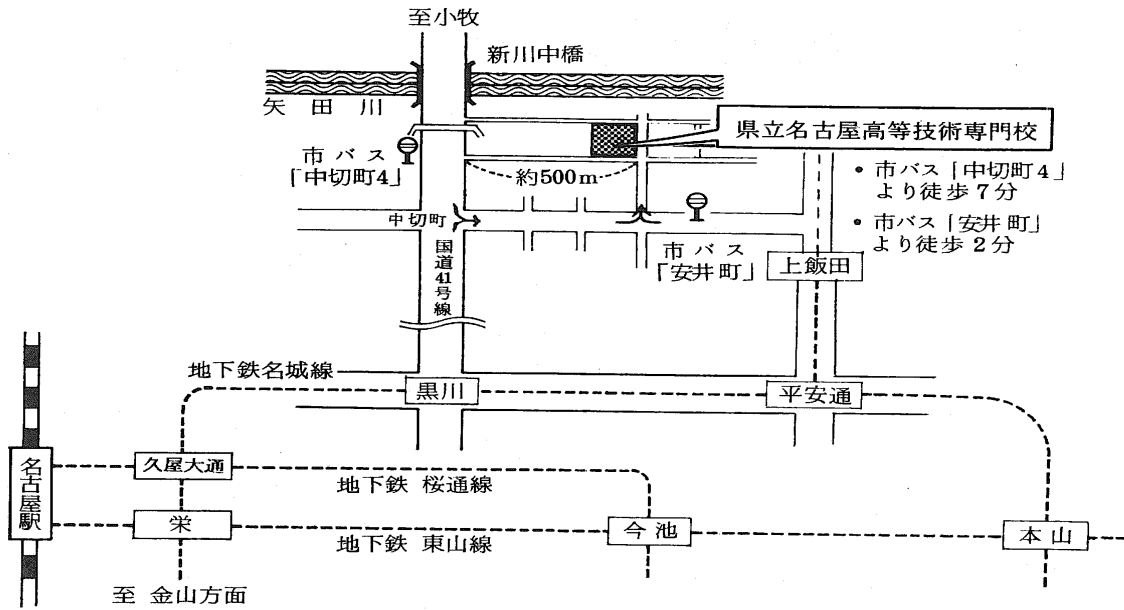 至小牧
新川中橋
矢田川
県立名古屋高等技術専門校
市バス
「中切町4」
約500m
・市バス「中切町4」
より徒歩7分
・市バス「安井町」
より徒歩2分
中切町
市バス
「安井町」
国道41号線
上飯田
地下鉄名城線
黒川
平安通
名古屋駅
久屋大通
地下鉄 桜通線
栄
地下鉄 東山線
今池
本山
至 金山方面